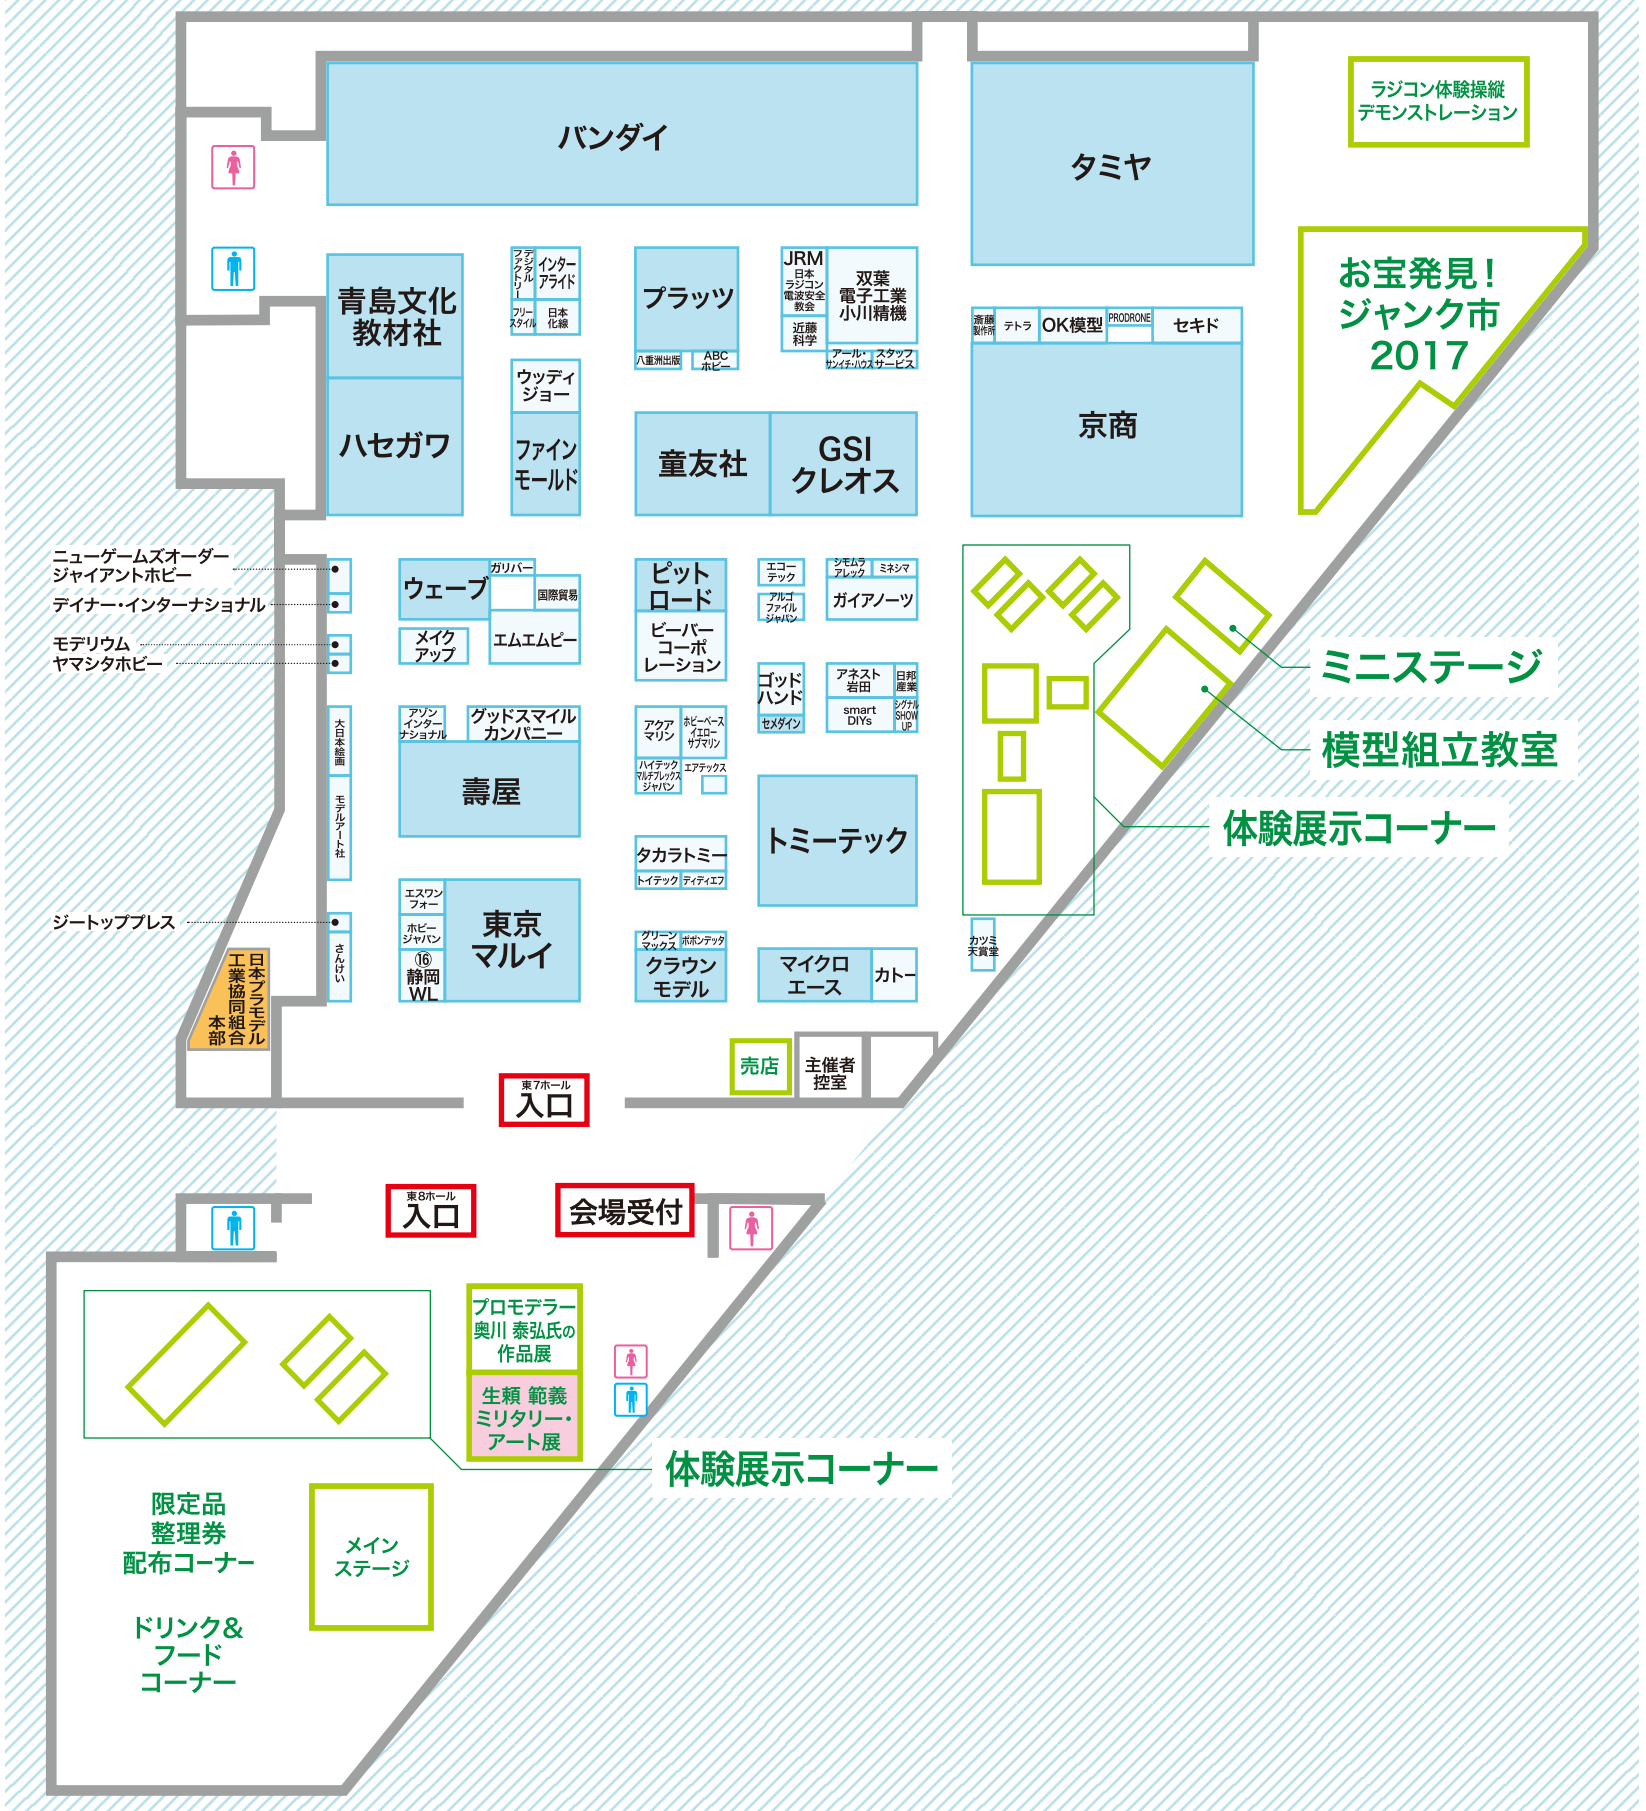 バンダイ
タミヤ
ラジコン体験操縦
デモンストレーション
お宝発見!
ジャンク市
2017
青島文化
教材社
ハセガワ
デジタル
ファクトリー
インター
アライド
フリー
スタイル
日本
化線
ウッディ
ジョー
ファイン
モールド
プラッツ
八重洲出版
ABC
ホビー
JRM
日本
ラジコン
電波安全
教会
近藤
科学
双葉
電子工業
小川精機
アール・
サンイチ・ハウス
スタッフ
サービス
童友社
GSI
クレオス
斎藤
製作所
テトラ
OK模型
PRODRONE
セキド
京商
ニューゲームズオーダー
ジャイアントホビー
デイナー・インターナショナル
モデリウム
ヤマシタホビー
ウェーブ
ガリバー
国際貿易
エムエムピー
メイク
アップ
ピット
ロード
ビーバー
コーポ
レーション
エコー
テック
アルゴ
ファイル
ジャパン
シモムラ
アレック
ミネシマ
ガイアノーツ
ゴッド
ハンド
セメダイン
アネスト
岩田
日邦
産業
smart
DIYs
シグナル
SHOW
UP
ミニステージ
模型組立教室
体験展示コーナー
大日本絵画
モデルアート社
アゾン
インター
ナショナル
グッドスマイル
カンパニー
壽屋
アクア
マリン
ホビーベース
イエロー
サブマリン
ハイテック
マルチプレックス
ジャパン
エアテックス
トミーテック
タカラトミー
トイテック
ディディエフ
ジートッププレス
さんけい
エスワン
フォー
ホビー
ジャパン
⑯
静岡
WL
東京
マルイ
グリーン
マックス
ポポンデッタ
クラウン
モデル
マイクロ
エース
カトー
カツミ
天賞堂
日本プラモデル
工業協同組合
本部
売店
主催者
控室
東7ホール
入口
東8ホール
入口
会場受付
プロモデラー
奥川 泰弘氏の
作品展
生頼 範義
ミリタリー・
アート展
体験展示コーナー
限定品
整理券
配布コーナー
メイン
ステージ
ドリンク&
フード
コーナー